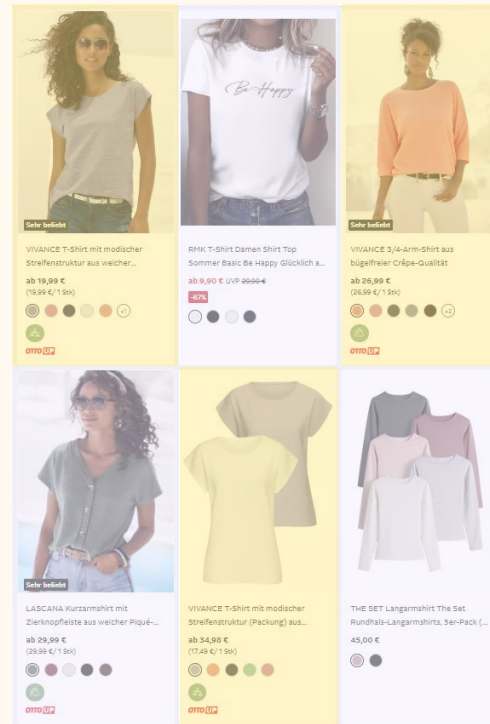 Sehr beliebt
VIVANCE T-Shirt mit modischer
Streifenstruktur aus weicher...
ab 19,99 €
(19,99 €/ 1 Stk)
+1
OTTO UP
Be Happy
RMK T-Shirt Damen Shirt Top
Sommer Basic Be Happy Glücklich a...
ab 9,90 € UVP 29,90 €
-67%
Sehr beliebt
VIVANCE 3/4-Arm-Shirt aus
bügelfreier Crêpe-Qualität
ab 26,99 €
(26,99 €/ 1 Stk)
+2
OTTO UP
Sehr beliebt
LASCANA Kurzarmshirt mit
Zierknopfleiste aus weicher Piqué-...
ab 29,99 €
(29,99 €/ 1 Stk)
OTTO UP
VIVANCE T-Shirt mit modischer
Streifenstruktur (Packung) aus...
ab 34,98 €
(17,49 €/ 1 Stk)
OTTO UP
THE SET Langarmshirt The Set
Rundhals-Langarmshirts, 5er-Pack (...
45,00 €